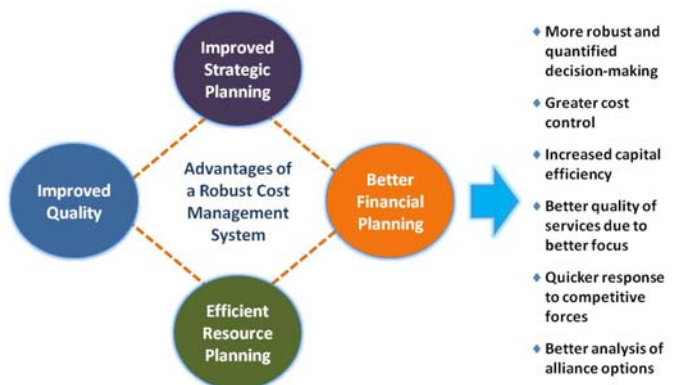 Improved
Strategic
Planning
Improved
Quality
Advantages of
a Robust Cost
Management
System
Better
Financial
Planning
Efficient
Resource
Planning
More robust and
quantified
decision-making
Greater cost
control
Increased capital
efficiency
Better quality of
services due to
better focus
Quicker response
to competitive
forces
Better analysis of
alliance options